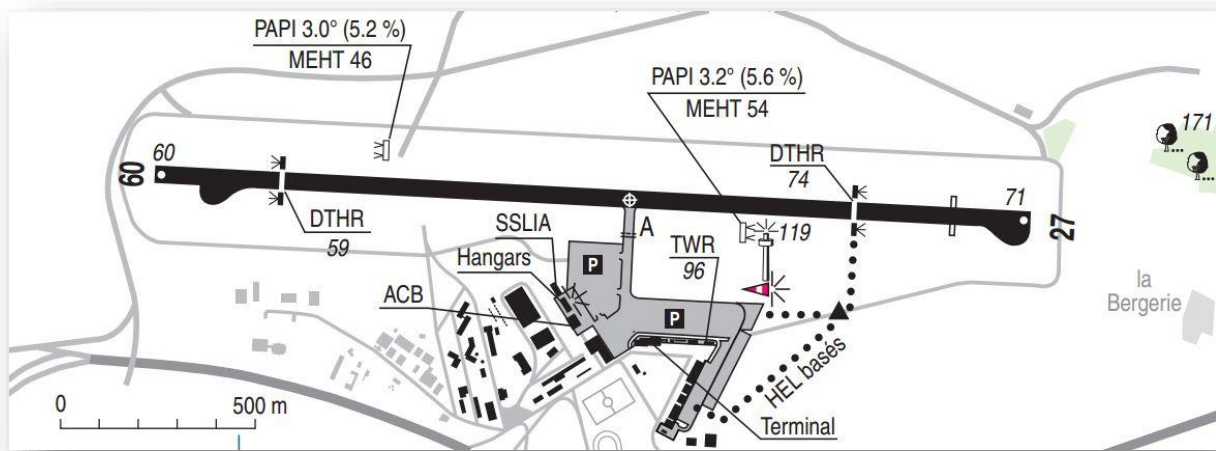 PAPI 3.0° (5.2 %)
MEHT 46
PAPI 3.2° (5.6 %)
MEHT 54
171
60
09
DTHR
74
71
27
DTHR
59
A
SSLIA
P
119
TWR
96
Hangars
ACB
P
la
Bergerie
HEL basés
0 500 m
Terminal